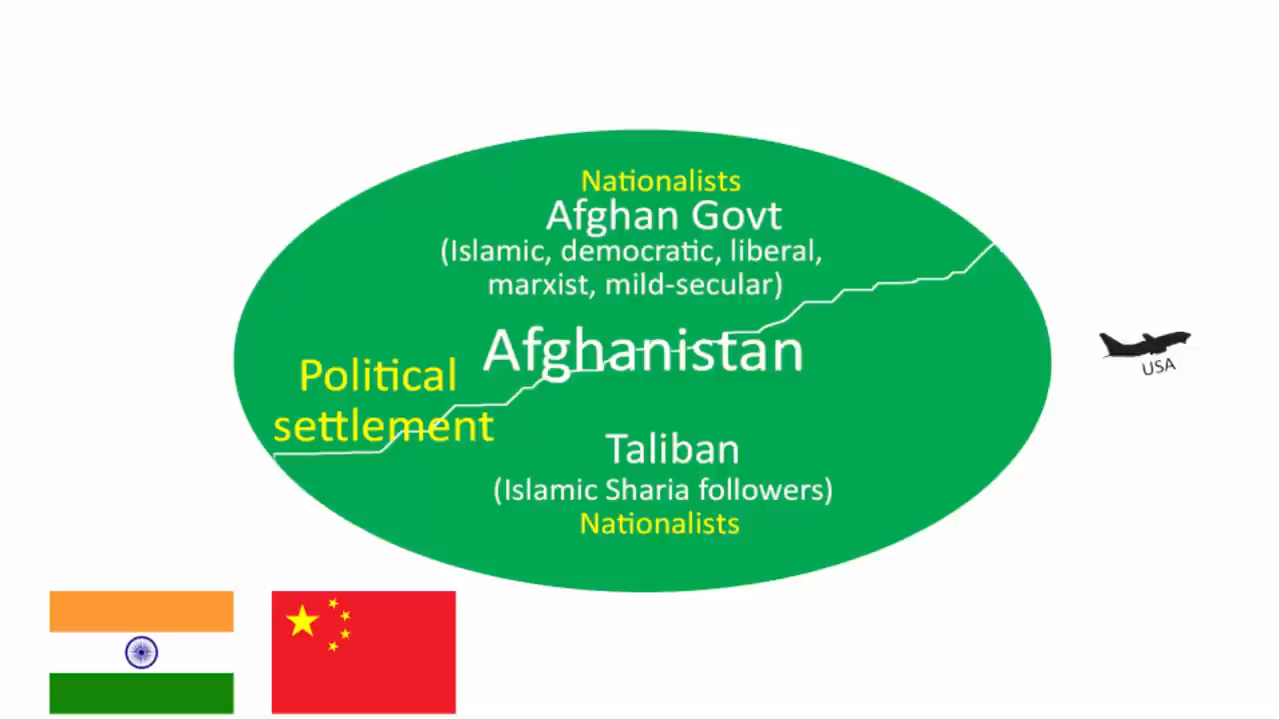 Nationalists
Afghan Govt
(Islamic, democratic, liberal,
marxist, mild-secular)
Afghanistan
Political
settlement
USA
Taliban
(Islamic Sharia followers)
Nationalists